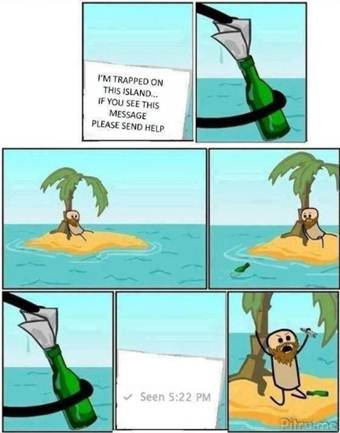 I'M TRAPPED ON
THIS ISLAND...
IF YOU SEE THIS
MESSAGE
PLEASE SEND HELP
✓ Seen 5:22 PM